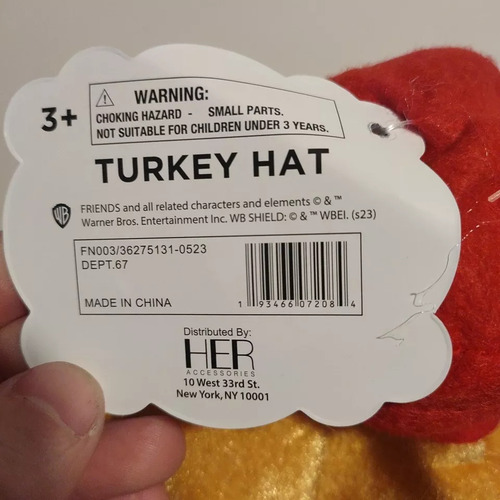 3+
⚠ WARNING:
CHOKING HAZARD - SMALL PARTS.
NOT SUITABLE FOR CHILDREN UNDER 3 YEARS.
TURKEY HAT
WB
FRIENDS and all related characters and elements © & ™
Warner Bros. Entertainment Inc. WB SHIELD: © & ™ WBEI. (s23)
FN003/36275131-0523
DEPT.67
MADE IN CHINA
1 93466 07208 4
Distributed By:
HER
ACCESSORIES
10 West 33rd St.
New York, NY 10001